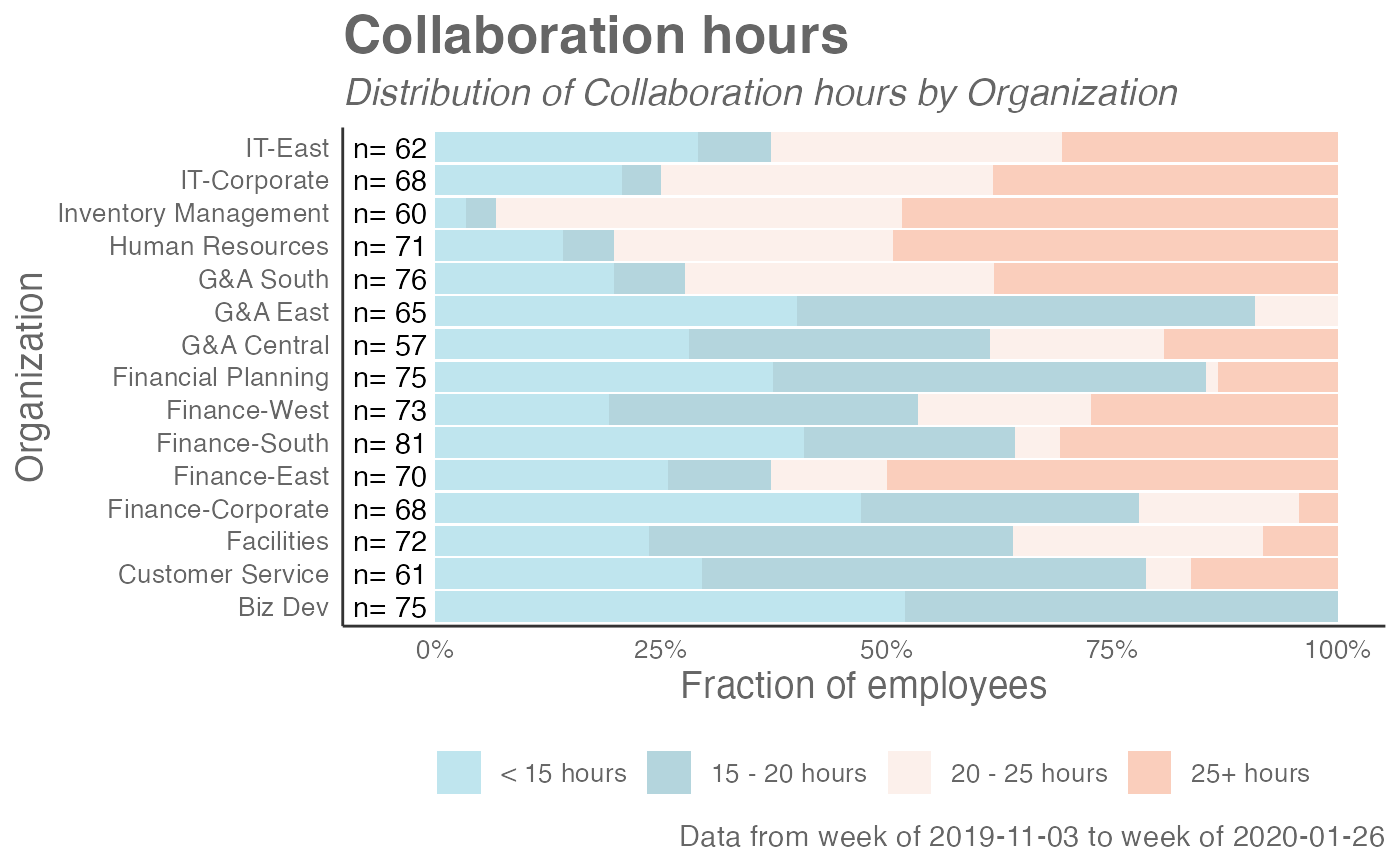 Collaboration hours
Distribution of Collaboration hours by Organization
Organization
IT-East n= 62
IT-Corporate n= 68
Inventory Management n= 60
Human Resources n= 71
G&A South n= 76
G&A East n= 65
G&A Central n= 57
Financial Planning n= 75
Finance-West n= 73
Finance-South n= 81
Finance-East n= 70
Finance-Corporate n= 68
Facilities n= 72
Customer Service n= 61
Biz Dev n= 75
0% 25% 50% 75% 100%
Fraction of employees
< 15 hours 15 - 20 hours 20 - 25 hours 25+ hours
Data from week of 2019-11-03 to week of 2020-01-26